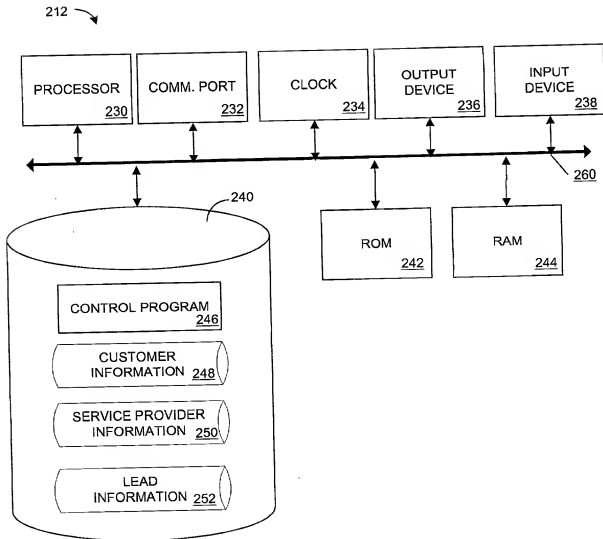 212
PROCESSOR
230
COMM. PORT
232
CLOCK
234
OUTPUT
DEVICE
236
INPUT
DEVICE
238
260
240
ROM
242
RAM
244
CONTROL PROGRAM
246
CUSTOMER
INFORMATION 248
SERVICE PROVIDER
INFORMATION 250
LEAD
INFORMATION 252